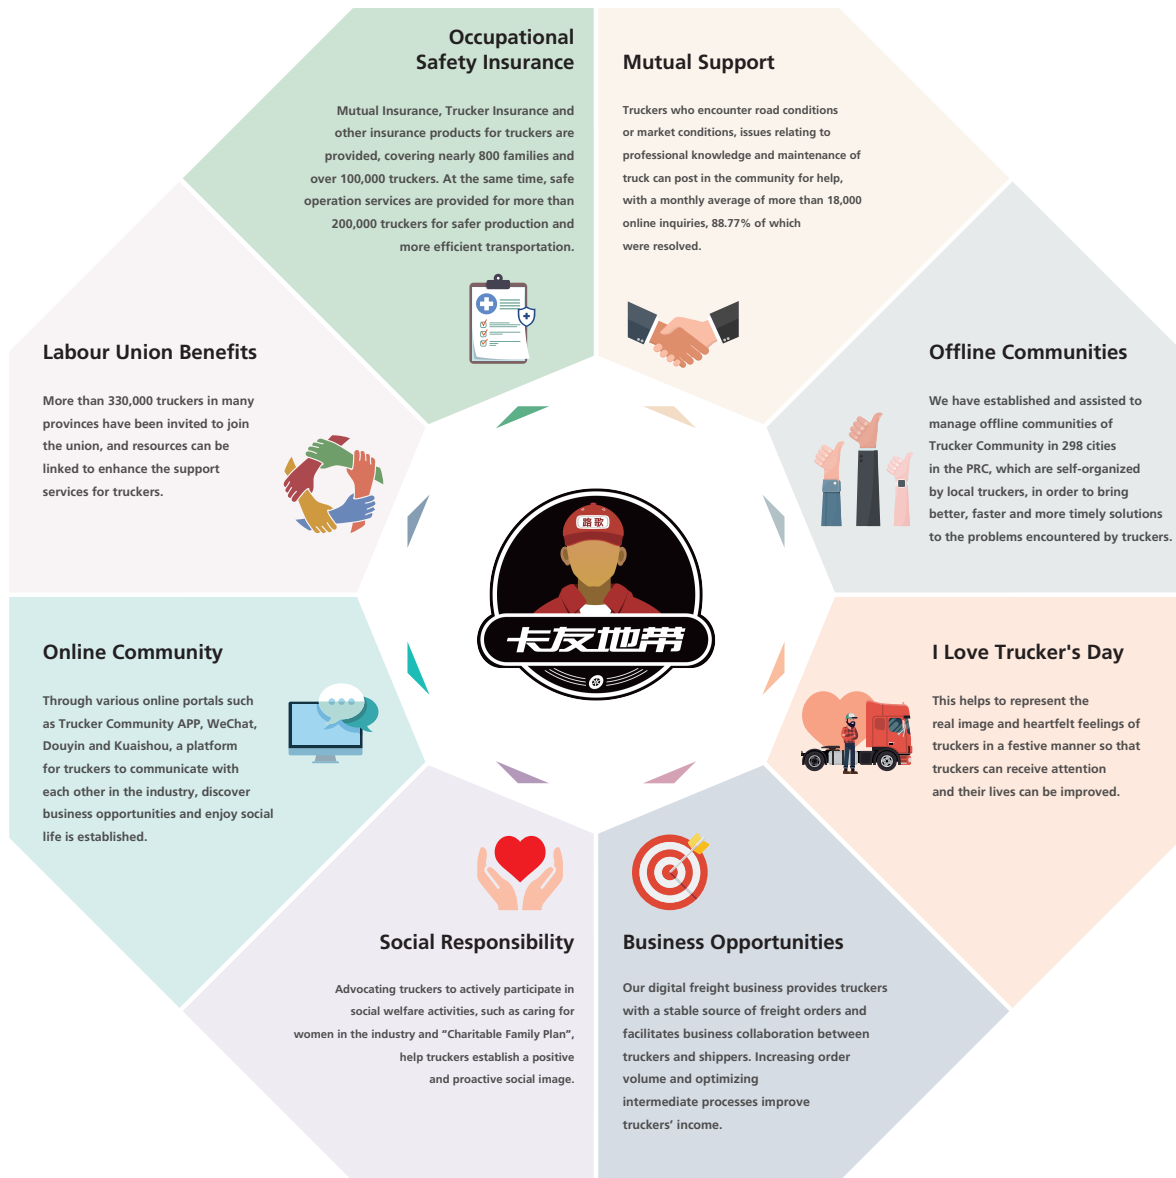 Occupational
Safety Insurance
Mutual Insurance, Trucker Insurance and
other insurance products for truckers are
provided, covering nearly 800 families and
over 100,000 truckers. At the same time, safe
operation services are provided for more than
200,000 truckers for safer production and
more efficient transportation.
Mutual Support
Truckers who encounter road conditions
or market conditions, issues relating to
professional knowledge and maintenance of
truck can post in the community for help,
with a monthly average of more than 18,000
online inquiries, 88.77% of which
were resolved.
Labour Union Benefits
More than 330,000 truckers in many
provinces have been invited to join
the union, and resources can be
linked to enhance the support
services for truckers.
Offline Communities
We have established and assisted to
manage offline communities of
Trucker Community in 298 cities
in the PRC, which are self-organized
by local truckers, in order to bring
better, faster and more timely solutions
to the problems encountered by truckers.
路歌
卡友地带
Online Community
Through various online portals such
as Trucker Community APP, WeChat,
Douyin and Kuaishou, a platform
for truckers to communicate with
each other in the industry, discover
business opportunities and enjoy social
life is established.
I Love Trucker's Day
This helps to represent the
real image and heartfelt feelings of
truckers in a festive manner so that
truckers can receive attention
and their lives can be improved.
Social Responsibility
Advocating truckers to actively participate in
social welfare activities, such as caring for
women in the industry and “Charitable Family Plan”,
help truckers establish a positive
and proactive social image.
Business Opportunities
Our digital freight business provides truckers
with a stable source of freight orders and
facilitates business collaboration between
truckers and shippers. Increasing order
volume and optimizing
intermediate processes improve
truckers’ income.